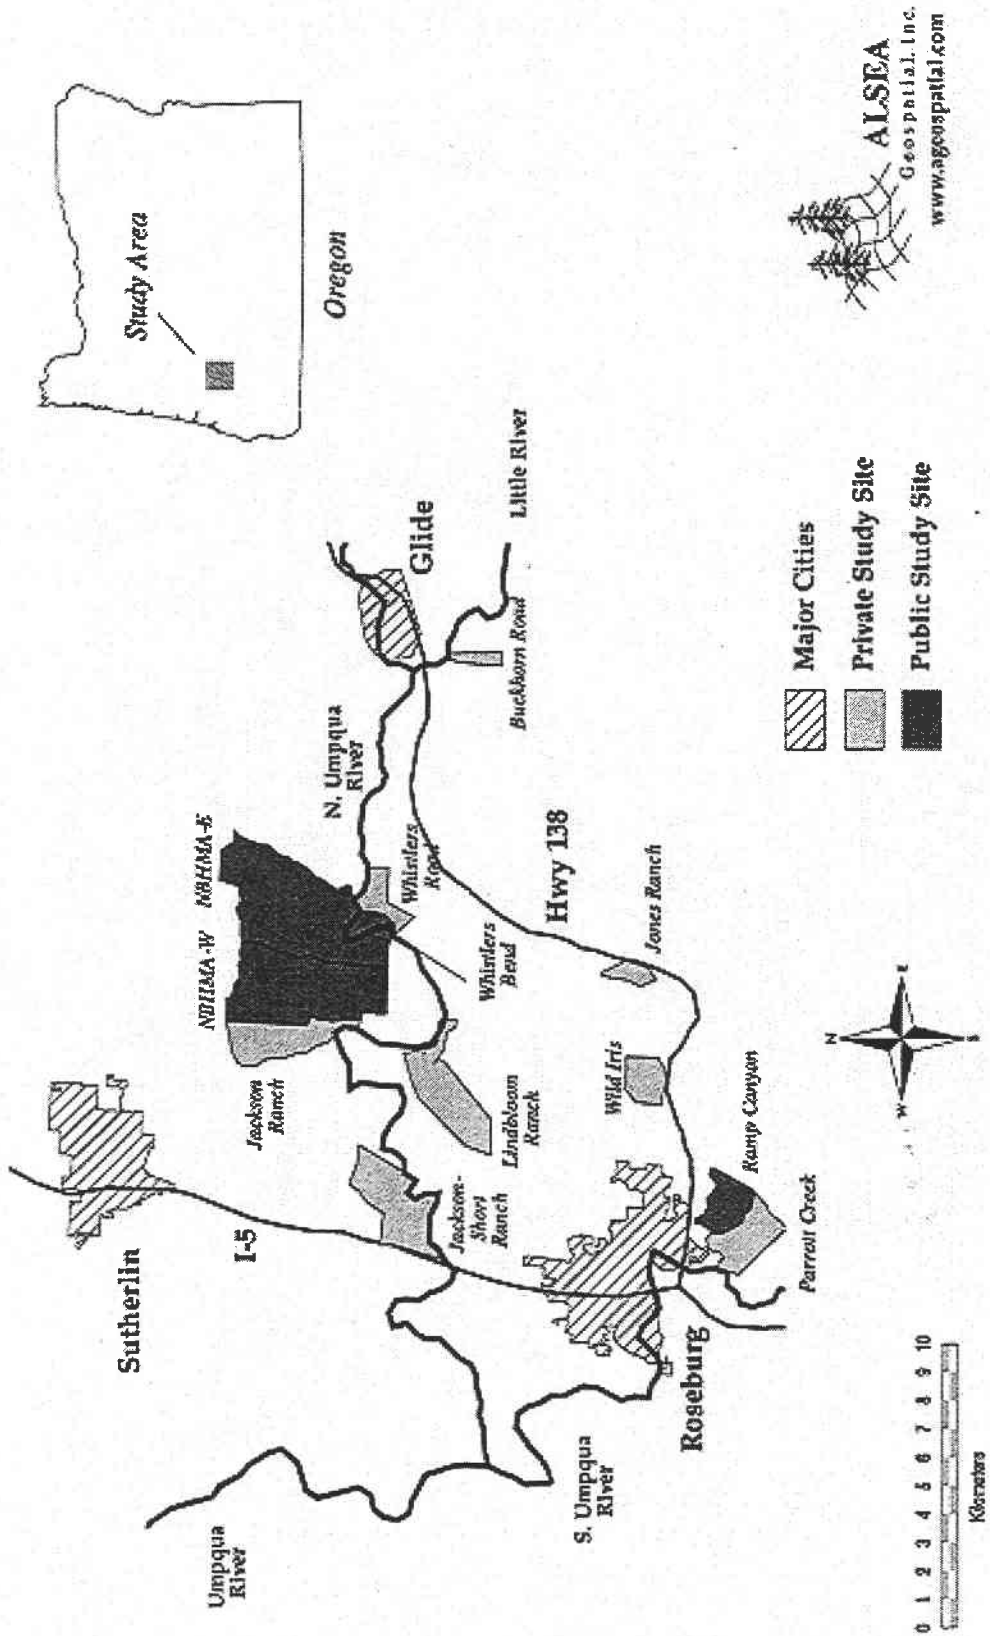 Study Area
Oregon
Sutherlin
I-5
Umpqua
River
Jackson
Ranch
NBHMA-W
NBHMA-E
N. Umpqua
River
Glide
Little River
Buckhorn Road
Whistlers
Road
Whistlers
Bend
Lindbloom
Ranch
Jackson-
Short
Ranch
Hwy 138
Jones Ranch
Wild Iris
Ramp Canyon
Parrott Creek
Roseburg
S. Umpqua
River
N
W
E
S
Major Cities
Private Study Site
Public Study Site
0 1 2 3 4 5 6 7 8 9 10
Kilometers
ALSEA
Geospatial, Inc.
www.ageospatial.com